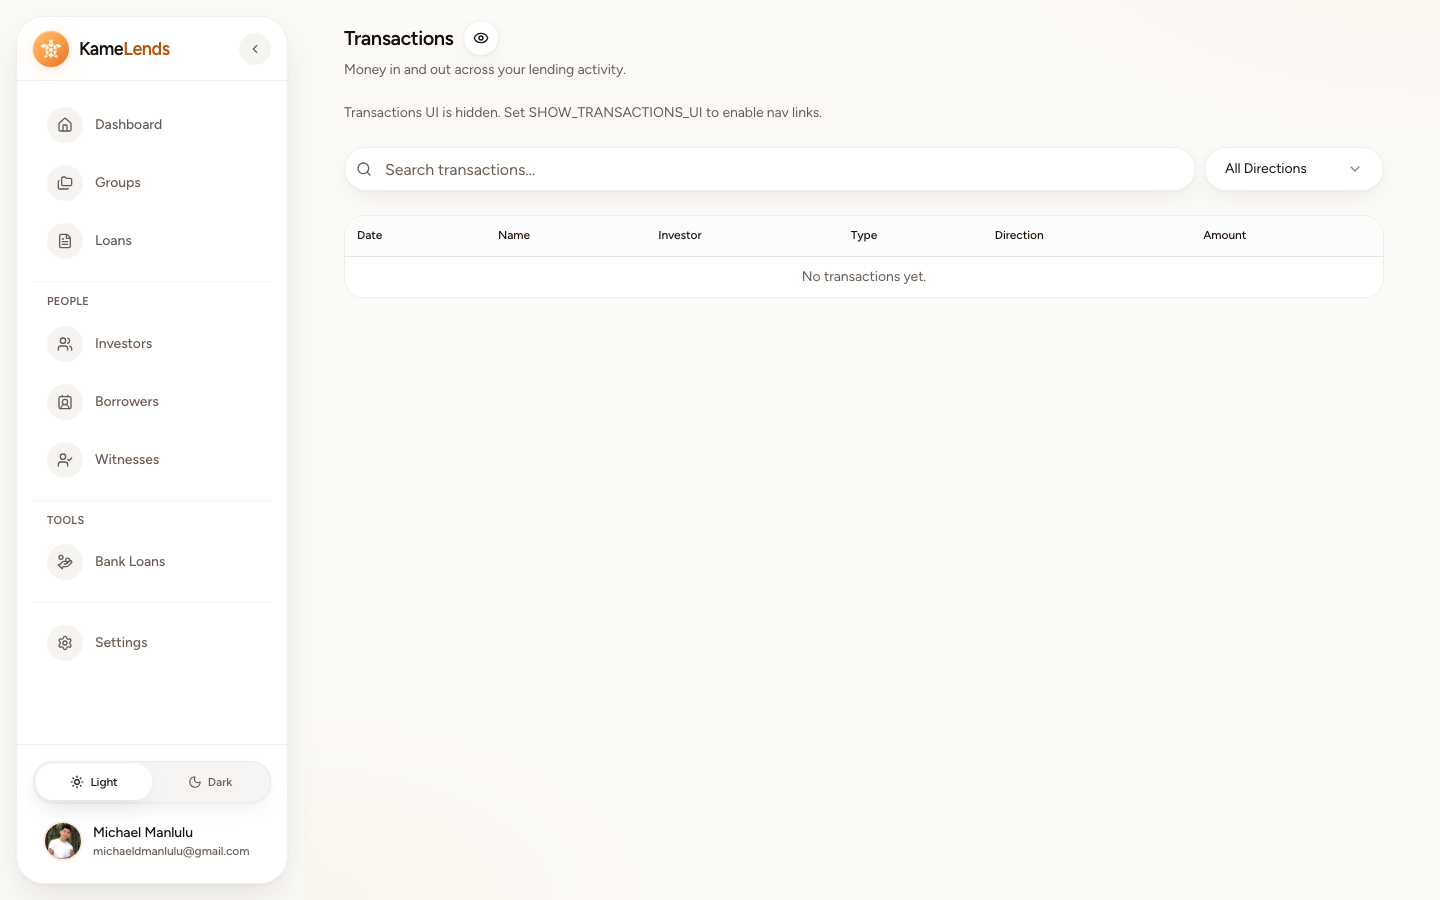 KameLends
Dashboard
Groups
Loans
PEOPLE
Investors
Borrowers
Witnesses
TOOLS
Bank Loans
Settings
Light
Dark
Michael Manlulu
michaeldmanlulu@gmail.com
Transactions
Money in and out across your lending activity.
Transactions UI is hidden. Set SHOW_TRANSACTIONS_UI to enable nav links.
Search transactions...
All Directions
Date Name Investor Type Direction Amount
No transactions yet.